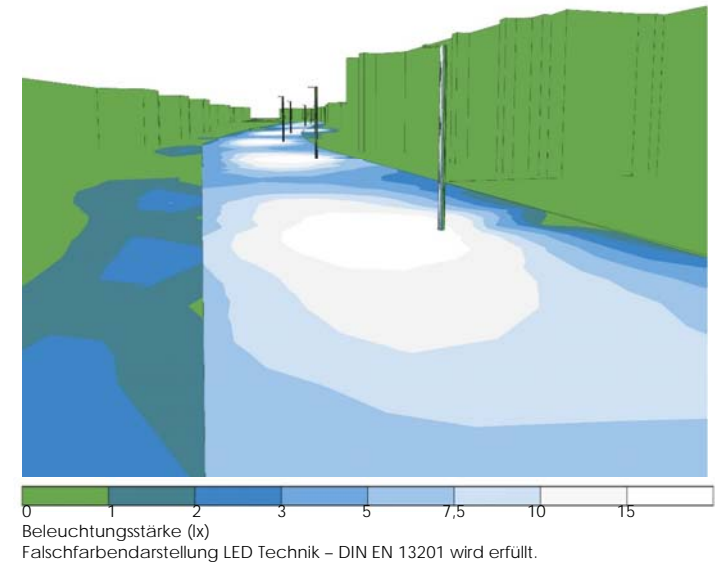 0 1 2 3 5 7,5 10 15
Beleuchtungsstärke (lx)
Falschfarbendarstellung LED Technik – DIN EN 13201 wird erfüllt.